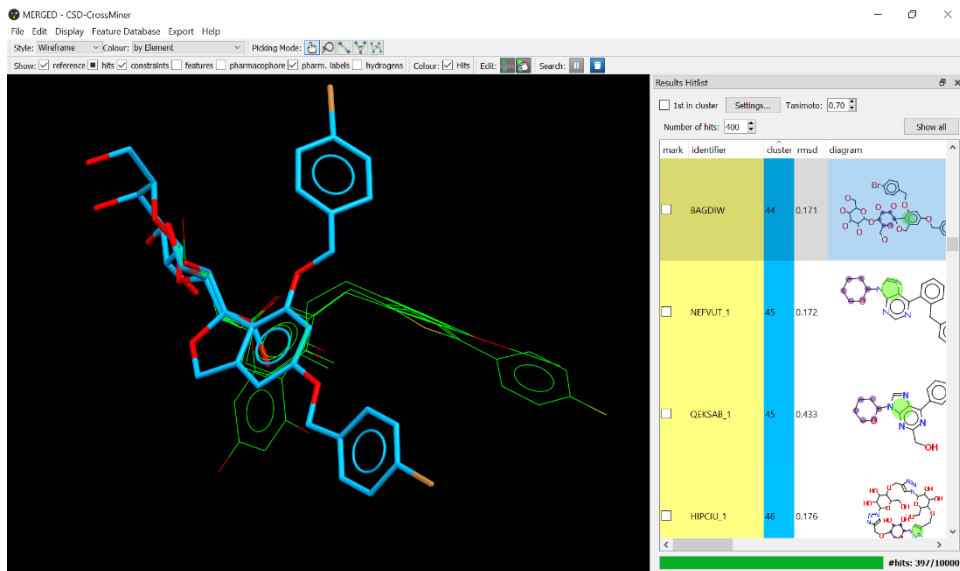 MERGED - CSD-CrossMiner
File Edit Display Feature Database Export Help
Style: Wireframe Colour: by Element Picking Mode:
Show: reference hits constraints features pharmacophore pharm. labels hydrogens Colour: Hits Edit: Search:
Results Hitlist
1st in cluster Settings... Tanimoto: 0.70
Number of hits: 400 Show all
mark identifier cluster rmsd diagram
BAGDIW 44 0.171
NEFVUT_1 45 0.172
QEKSAB_1 45 0.433
HIPCIU_1 46 0.176
#hits: 397/10000